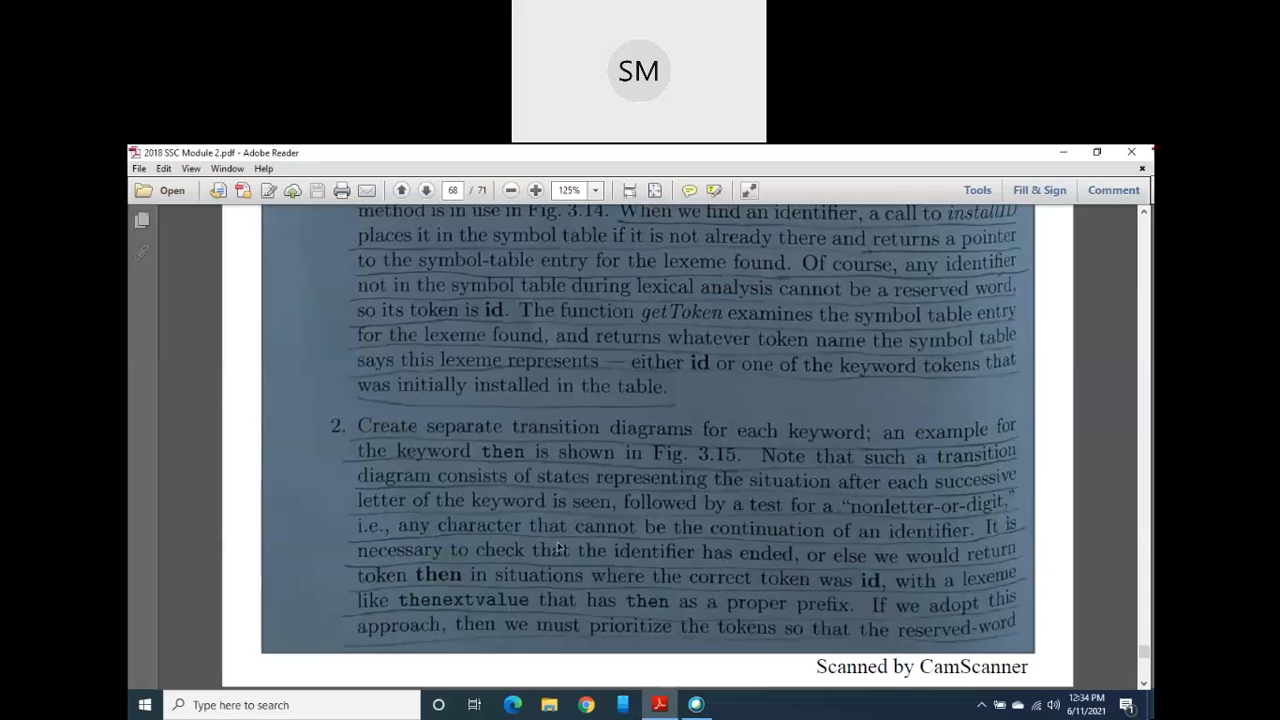 SM
2018 SSC Module 2.pdf - Adobe Reader
File Edit View Window Help
Open 68 / 71 125% Tools Fill & Sign Comment
method is in use in Fig. 3.14. When we find an identifier, a call to installID
places it in the symbol table if it is not already there and returns a pointer
to the symbol-table entry for the lexeme found. Of course, any identifier
not in the symbol table during lexical analysis cannot be a reserved word,
so its token is id. The function getToken examines the symbol table entry
for the lexeme found, and returns whatever token name the symbol table
says this lexeme represents — either id or one of the keyword tokens that
was initially installed in the table.
2. Create separate transition diagrams for each keyword; an example for
the keyword then is shown in Fig. 3.15. Note that such a transition
diagram consists of states representing the situation after each successive
letter of the keyword is seen, followed by a test for a "nonletter-or-digit,"
i.e., any character that cannot be the continuation of an identifier. It is
necessary to check that the identifier has ended, or else we would return
token then in situations where the correct token was id, with a lexeme
like thenextvalue that has then as a proper prefix. If we adopt this
approach, then we must prioritize the tokens so that the reserved-word
Scanned by CamScanner
Type here to search
12:34 PM
6/11/2021